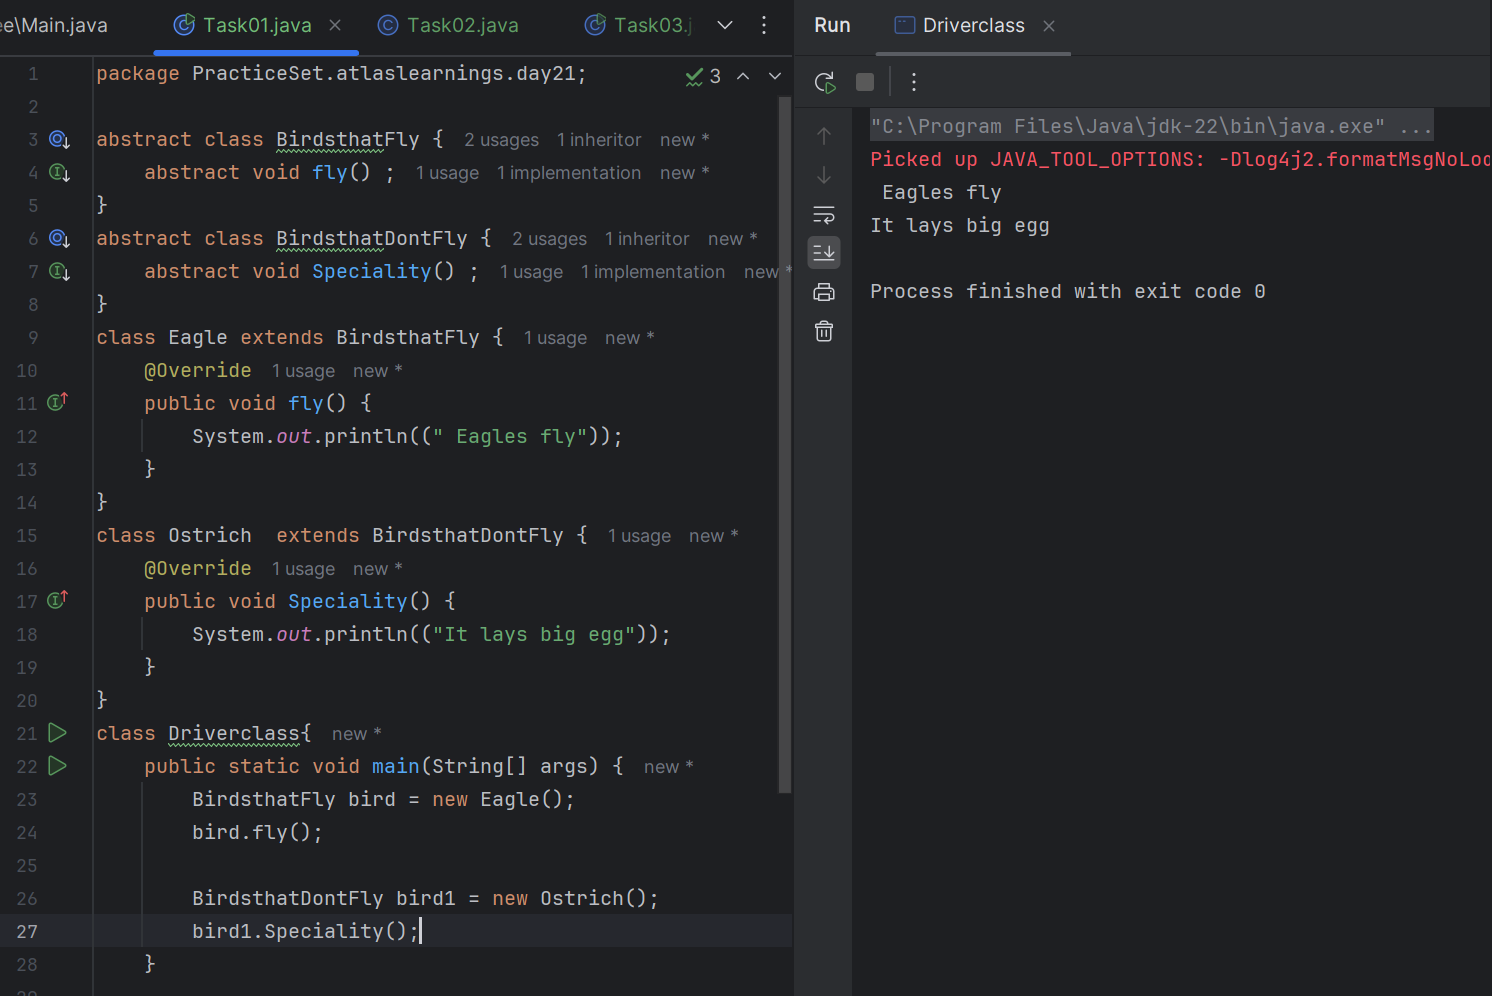 e\Main.java Task01.java Task02.java Task03.j
1 package PracticeSet.atlaslearnings.day21; 3
2
3 abstract class BirdsthatFly { 2 usages 1 inheritor new *
4 abstract void fly() ; 1 usage 1 implementation new *
5 }
6 abstract class BirdsthatDontFly { 2 usages 1 inheritor new *
7 abstract void Speciality() ; 1 usage 1 implementation new *
8 }
9 class Eagle extends BirdsthatFly { 1 usage new *
10 @Override 1 usage new *
11 public void fly() {
12 System.out.println((" Eagles fly"));
13 }
14 }
15 class Ostrich  extends BirdsthatDontFly { 1 usage new *
16 @Override 1 usage new *
17 public void Speciality() {
18 System.out.println(("It lays big egg"));
19 }
20 }
21 class Driverclass{ new *
22 public static void main(String[] args) { new *
23 BirdsthatFly bird = new Eagle();
24 bird.fly();
25
26 BirdsthatDontFly bird1 = new Ostrich();
27 bird1.Speciality();
28 }
Run Driverclass
"C:\Program Files\Java\jdk-22\bin\java.exe" ...
Picked up JAVA_TOOL_OPTIONS: -Dlog4j2.formatMsgNoLoo
Eagles fly
It lays big egg
Process finished with exit code 0